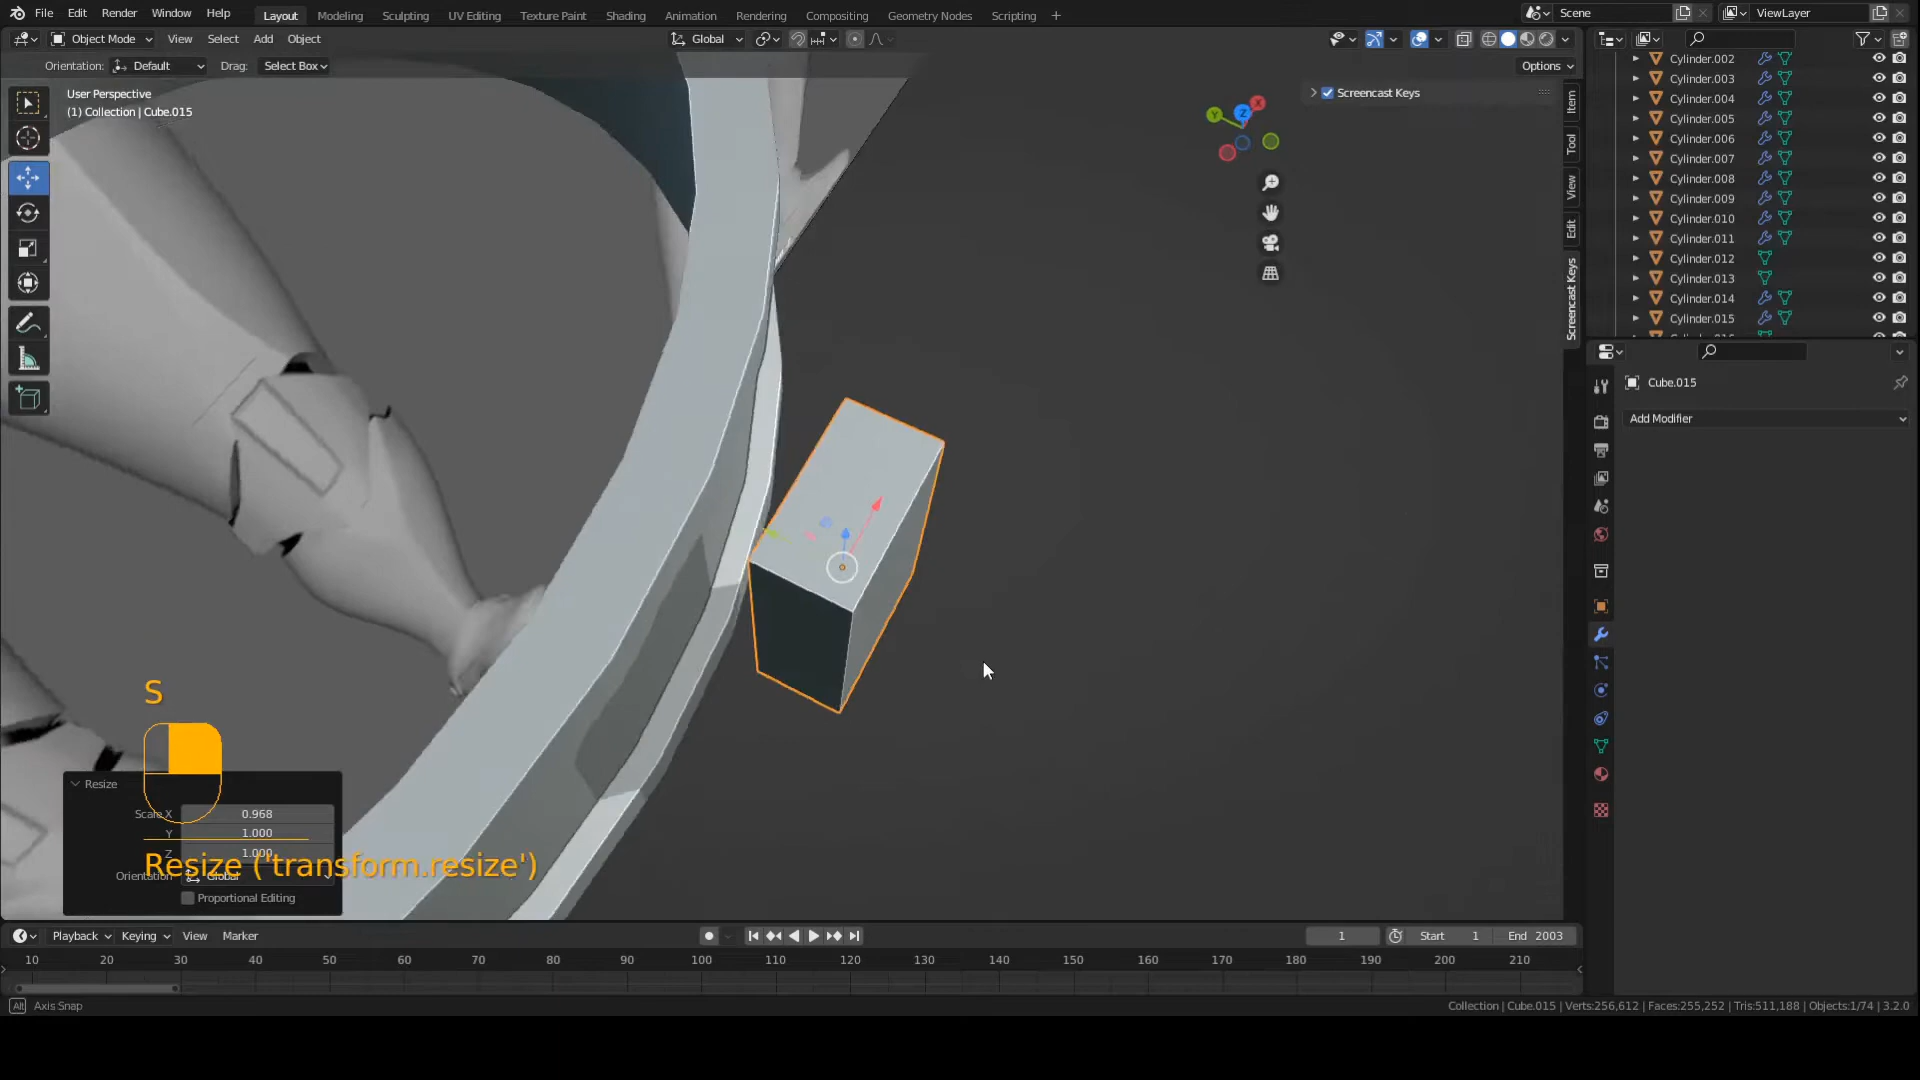 File Edit Render Window Help Layout Modeling Sculpting UV Editing Texture Paint Shading Animation Rendering Compositing Geometry Nodes Scripting + Scene ViewLayer
Object Mode View Select Add Object Global
Orientation: Default Drag: Select Box Options
User Perspective
(1) Collection | Cube.015
Screencast Keys
X
Y
Z
Item
Tool
View
Edit
Screencast Keys
Cylinder.002
Cylinder.003
Cylinder.004
Cylinder.005
Cylinder.006
Cylinder.007
Cylinder.008
Cylinder.009
Cylinder.010
Cylinder.011
Cylinder.012
Cylinder.013
Cylinder.014
Cylinder.015
Cube.015
Add Modifier
S
Resize
Scale X 0.968
Y 1.000
Z 1.000
Resize ('transform.resize')
Orientation Global
Proportional Editing
Playback Keying View Marker 1 Start 1 End 2003
10 20 30 40 50 60 70 80 90 100 110 120 130 140 150 160 170 180 190 200 210
Alt Axis Snap
Collection | Cube.015 | Verts:256,612 | Faces:255,252 | Tris:511,188 | Objects:1/74 | 3.2.0